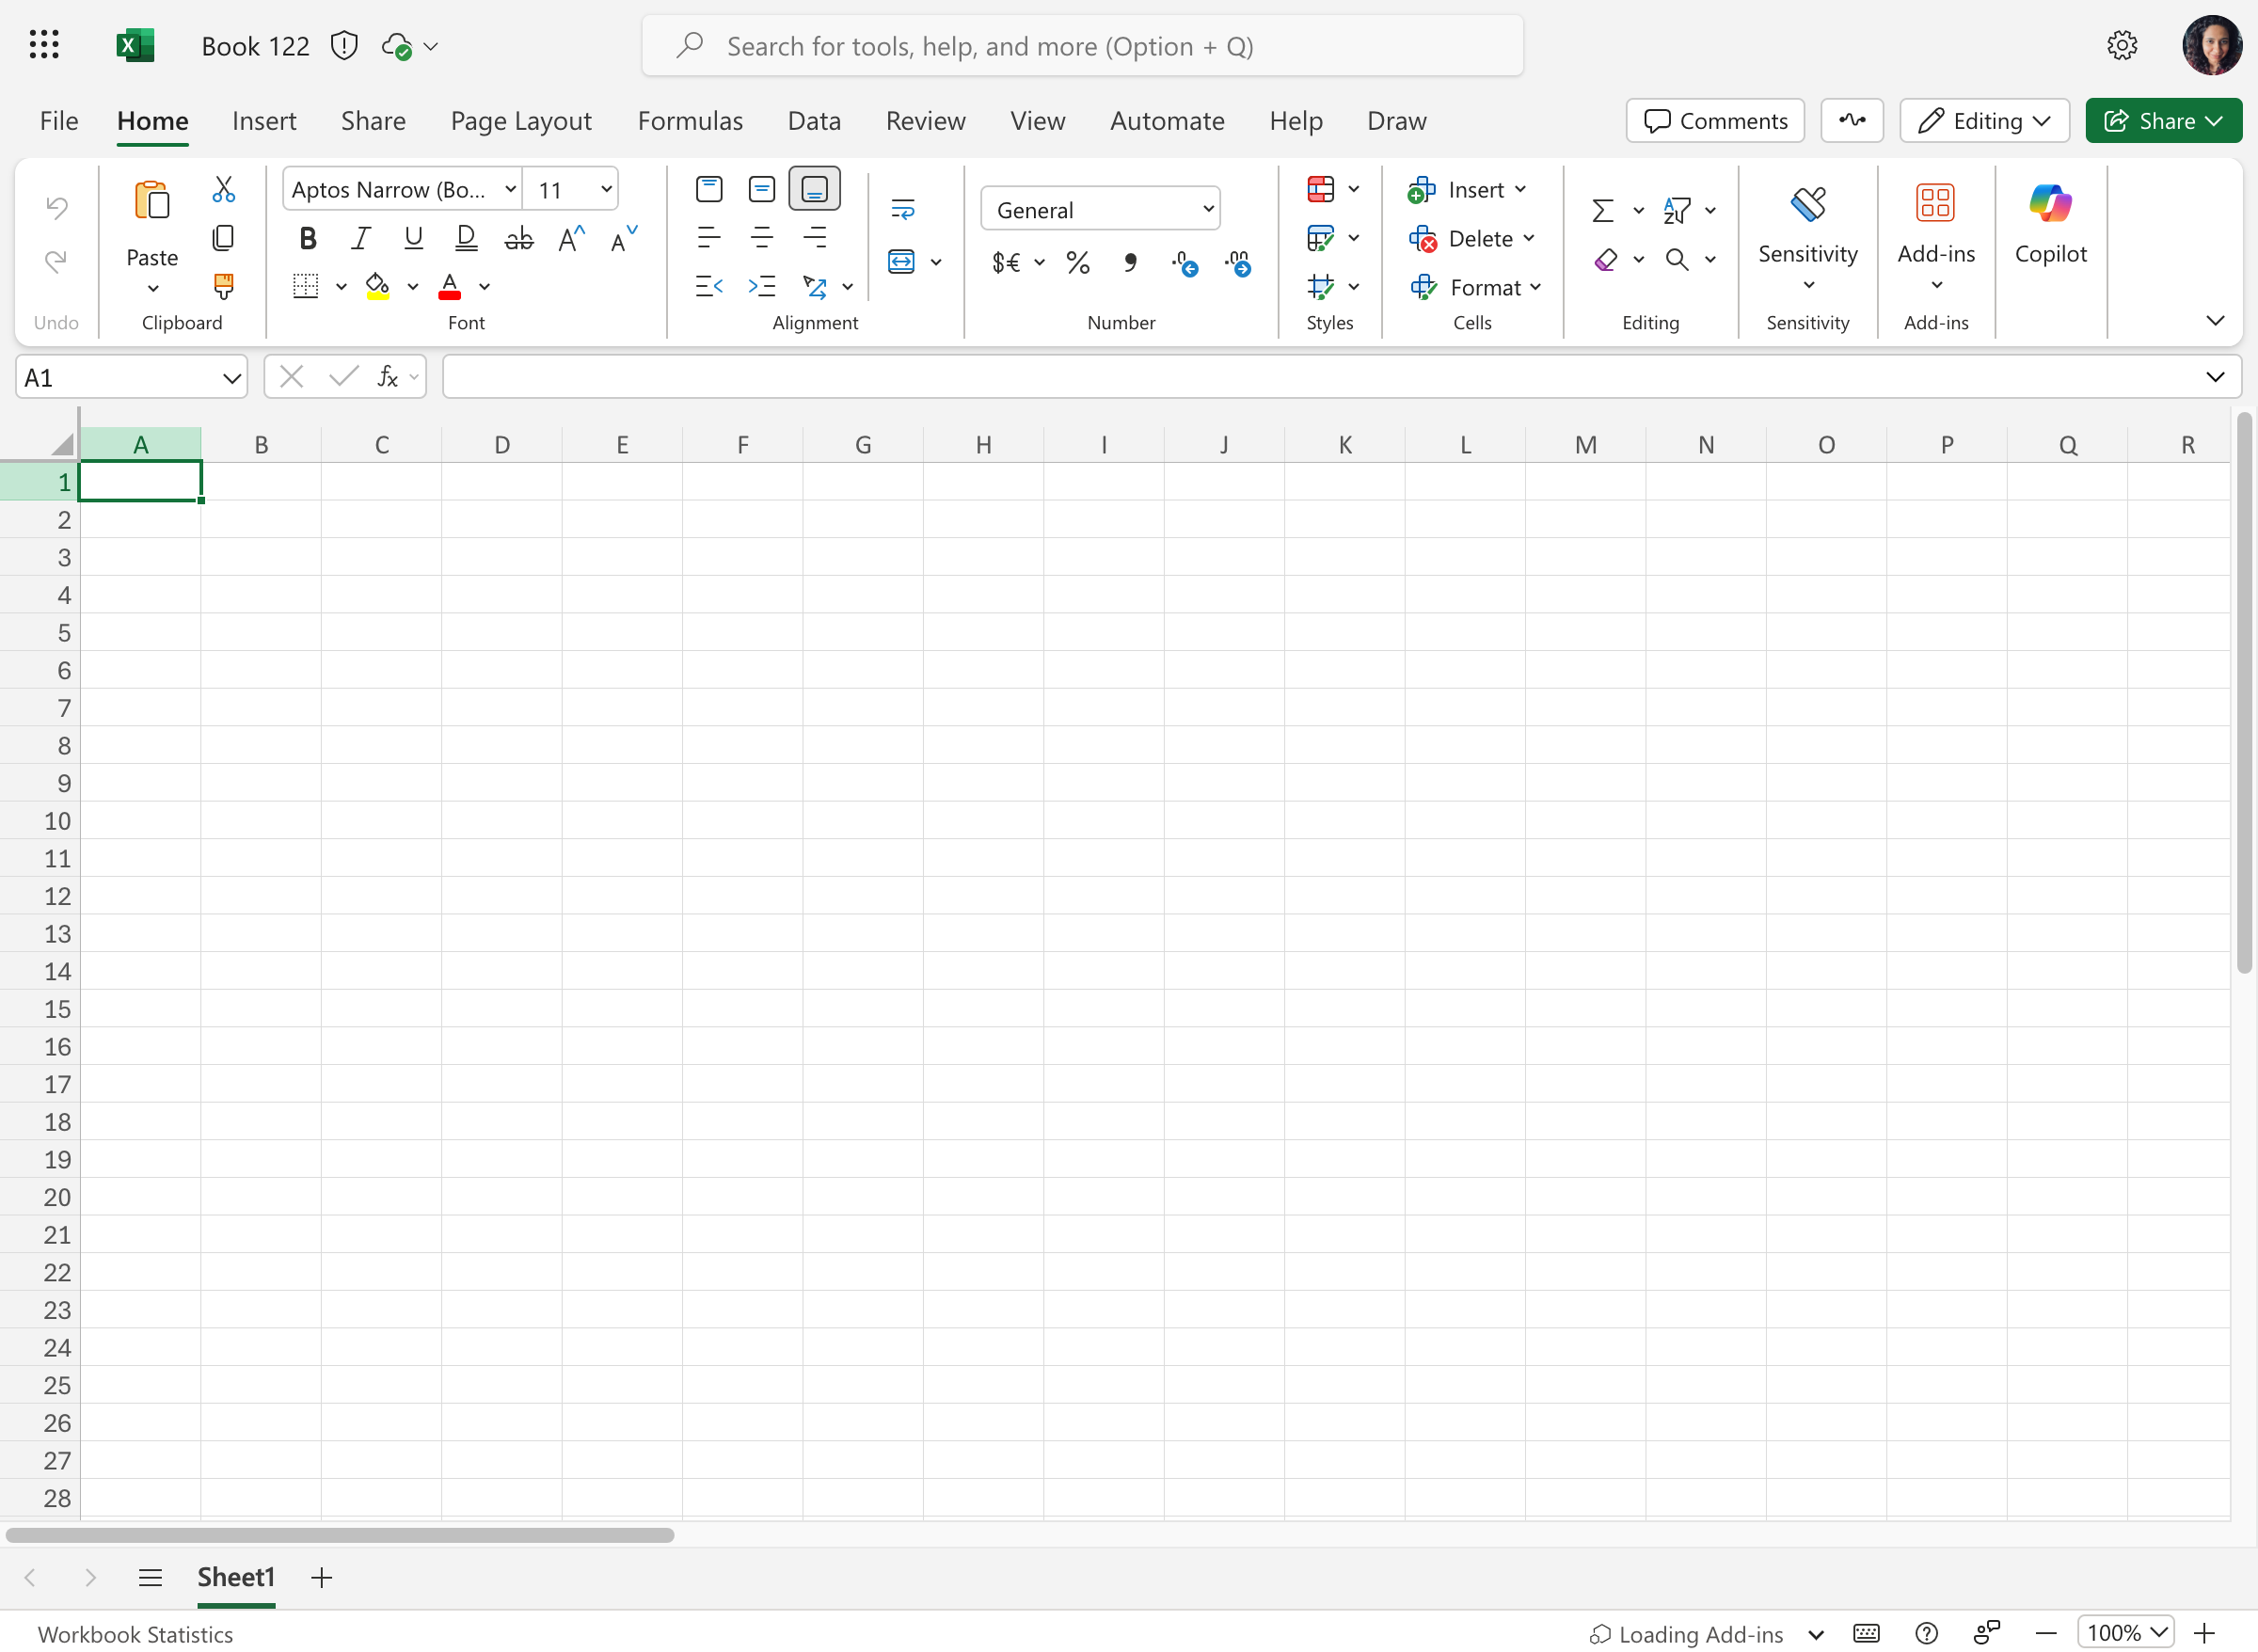 Book 122
Search for tools, help, and more (Option + Q)
File Home Insert Share Page Layout Formulas Data Review View Automate Help Draw
Comments Editing Share
Paste
Aptos Narrow (Bo... 11
General
Insert
Delete
Format
Sensitivity
Add-ins
Copilot
Undo Clipboard Font Alignment Number Styles Cells Editing Sensitivity Add-ins
A1
A B C D E F G H I J K L M N O P Q R
1
2
3
4
5
6
7
8
9
10
11
12
13
14
15
16
17
18
19
20
21
22
23
24
25
26
27
28
Sheet1
Workbook Statistics
Loading Add-ins
100%